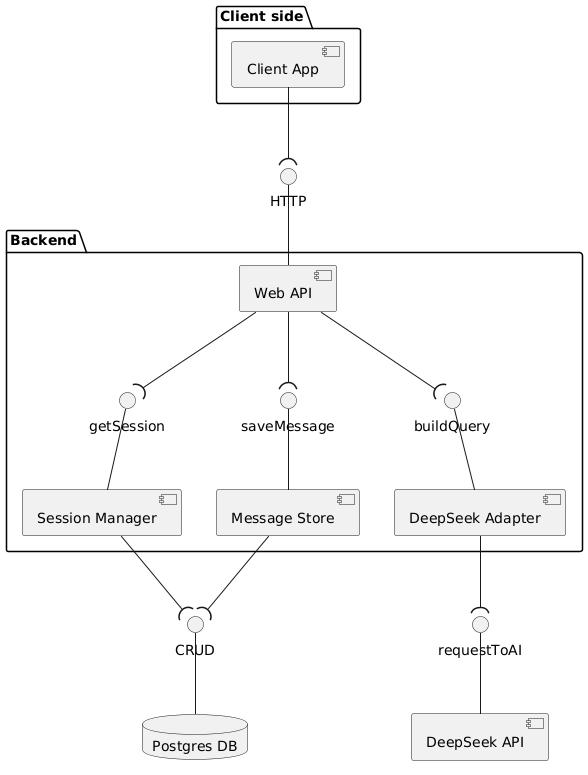 Client side
Client App
HTTP
Backend
Web API
getSession
saveMessage
buildQuery
Session Manager
Message Store
DeepSeek Adapter
CRUD
requestToAI
Postgres DB
DeepSeek API